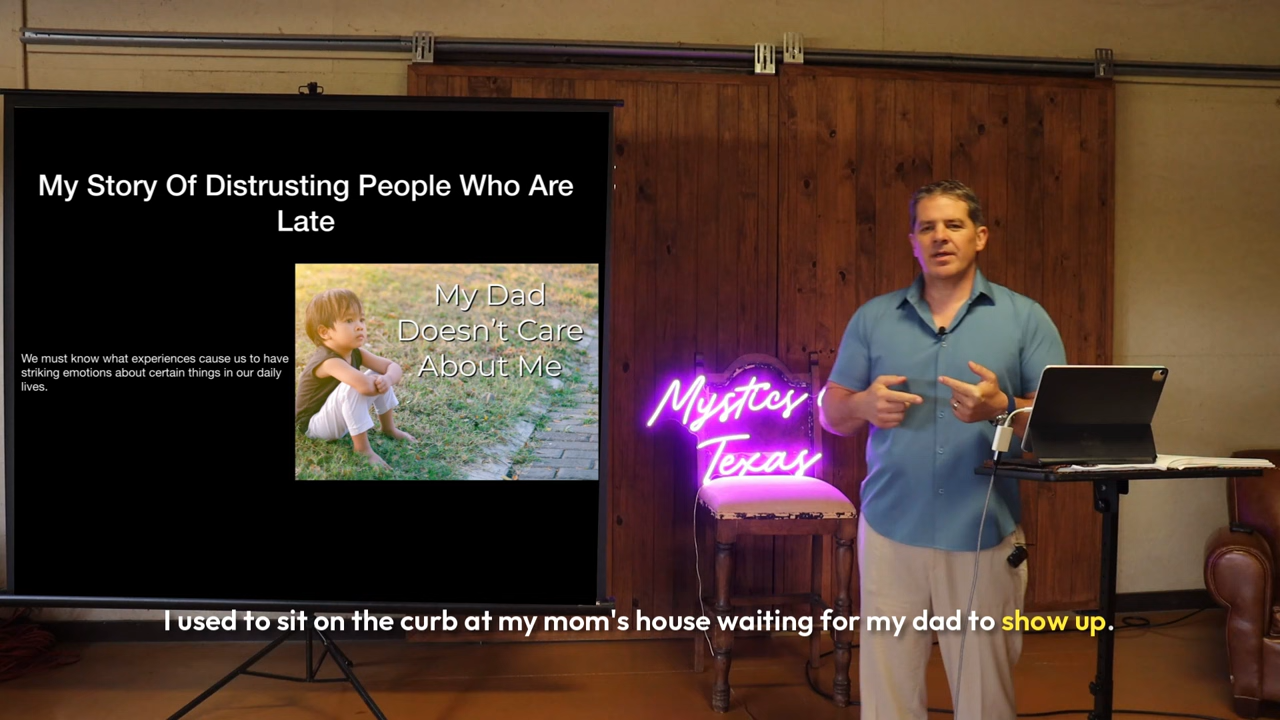 My Story Of Distrusting People Who Are
Late
My Dad
Doesn't Care
About Me
We must know what experiences cause us to have
striking emotions about certain things in our daily
lives.
Mystics
Texas
I used to sit on the curb at my mom's house waiting for my dad to show up.